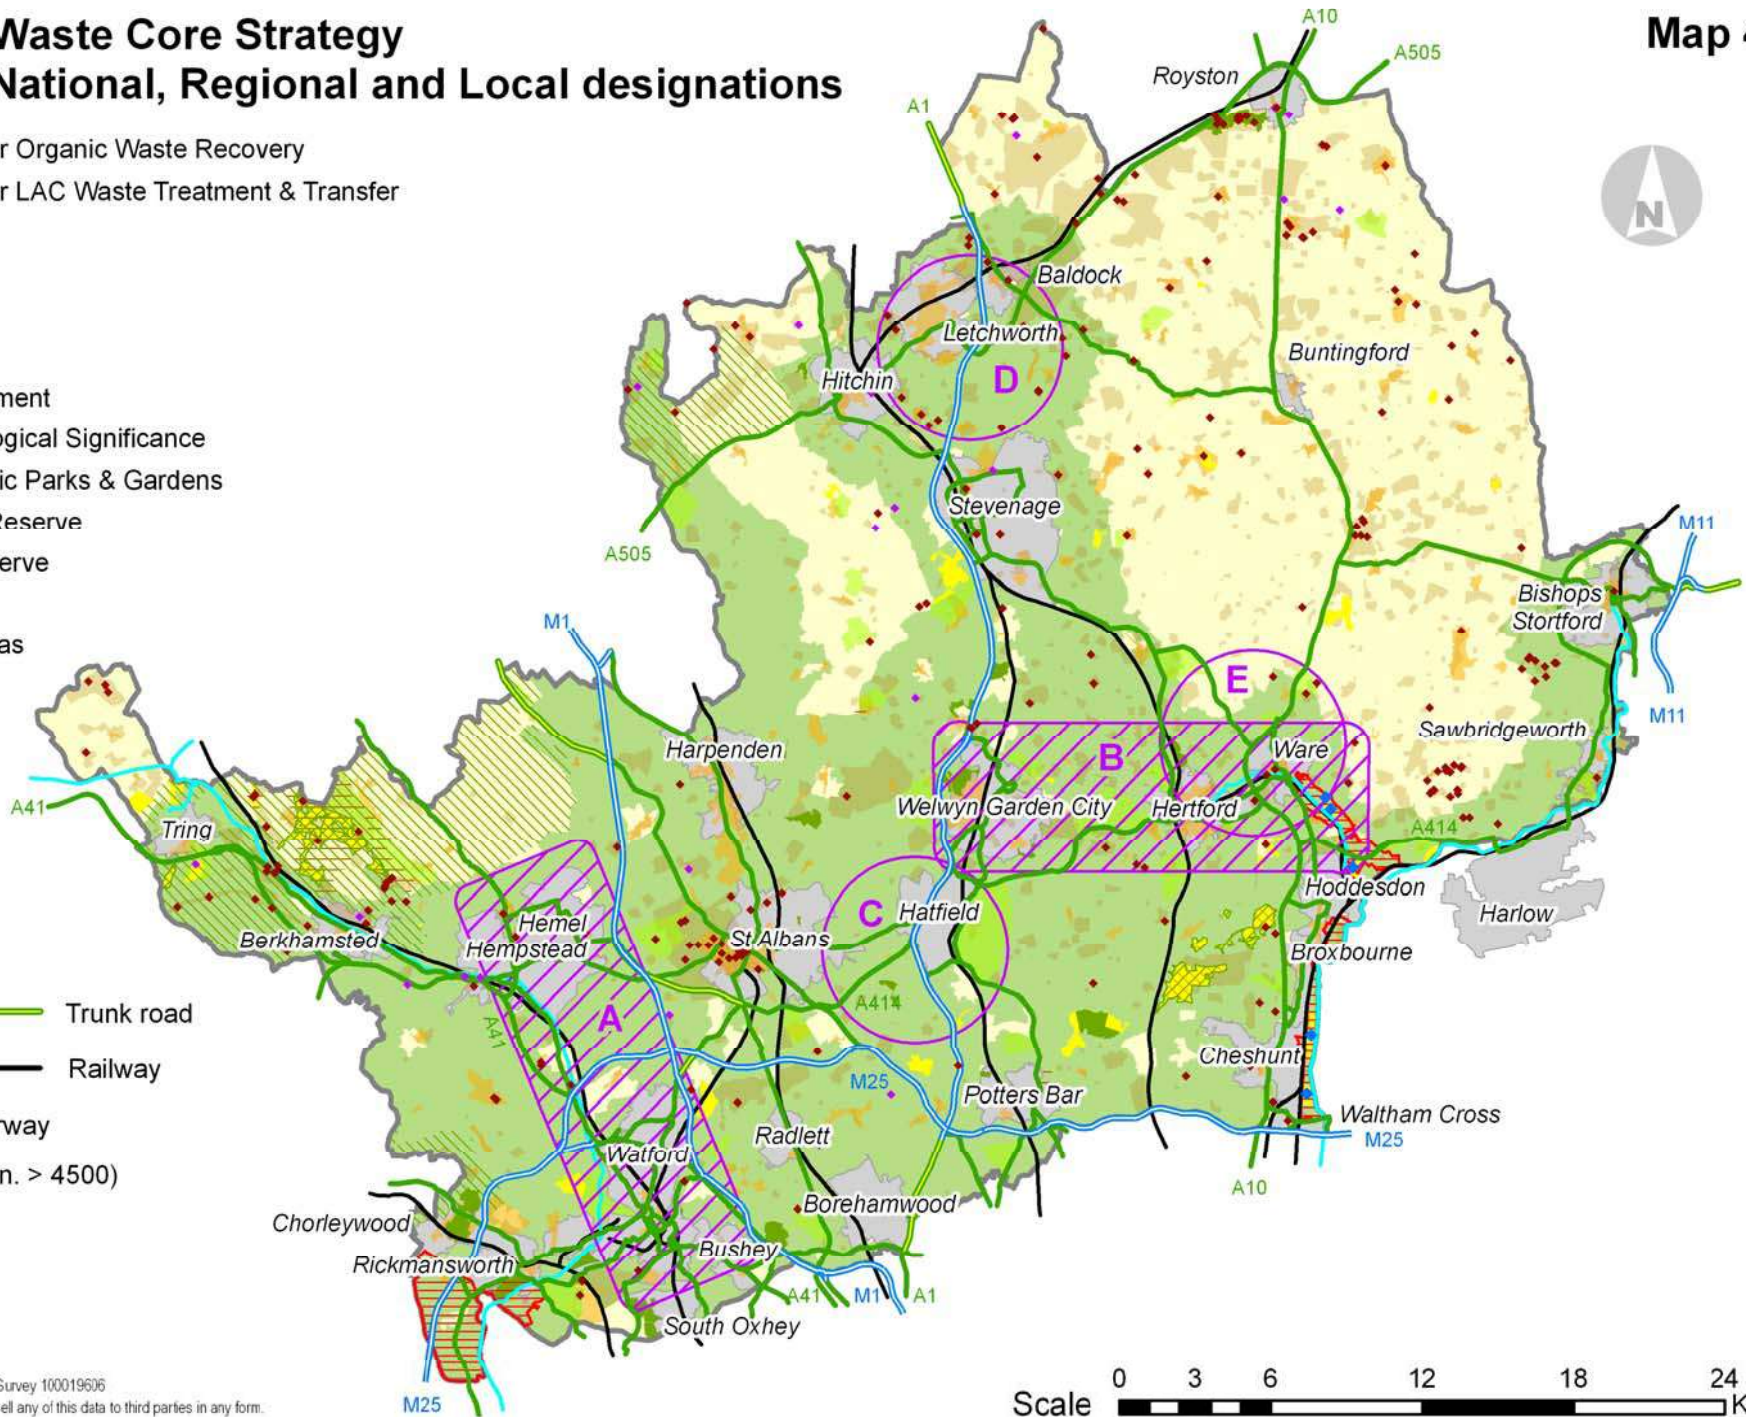 Waste Core Strategy
National, Regional and Local designations
Map
r Organic Waste Recovery
r LAC Waste Treatment & Transfer
ment
ogical Significance
ic Parks & Gardens
Reserve
erve
as
Trunk road
Railway
rway
n. > 4500)
Survey 100019606
ell any of this data to third parties in any form.
A10
A505
Royston
A1
N
Baldock
Letchworth
Buntingford
Hitchin
D
Stevenage
A505
M11
Bishops
Stortford
M1
E
M11
Sawbridgeworth
Harpenden
Ware
B
A41
Welwyn Garden City
Hertford
Tring
A414
Hoddesdon
C
Hatfield
Harlow
Hemel
Hempstead
St Albans
Berkhamsted
Broxbourne
A414
A
A41
Cheshunt
M25
Potters Bar
Waltham Cross
M25
Radlett
Watford
A10
Borehamwood
Chorleywood
Bushey
Rickmansworth
A41
M1
A1
South Oxhey
M25
Scale
0 3 6 12 18 24
K